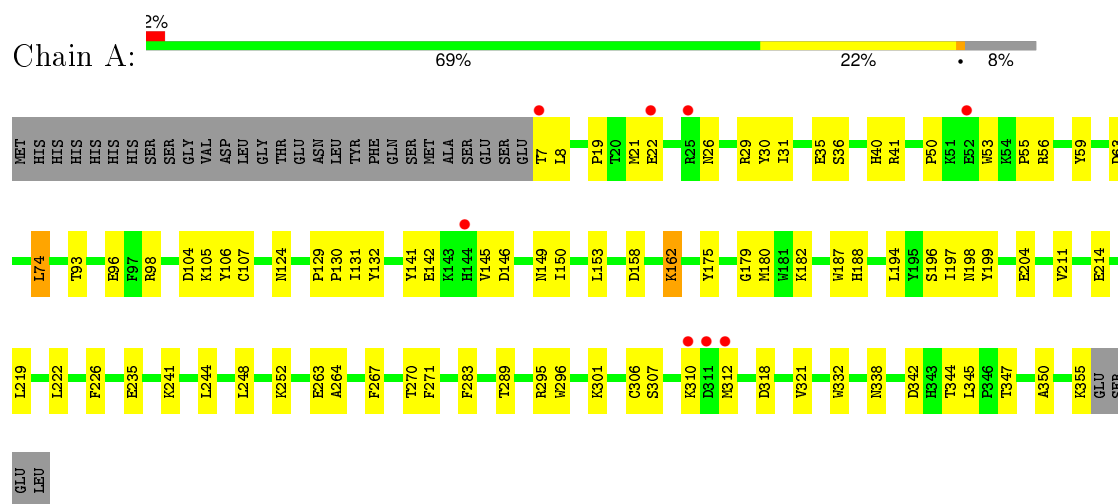 2%
Chain A:
69% 22% • 8%
MET HIS HIS HIS HIS HIS HIS SER SER GLY VAL ASP LEU GLY THR GLU ASN LEU TYR PHE GLN SER MET ALA SER GLU SER GLU T7 I8 P19 T20 M21 E22 R25 N26 R29 Y30 I31 E35 S36 H40 R41 P50 K51 E52 W53 K54 P55 R56 Y59 D63
L74 T93 E96 F97 R98 D104 K105 Y106 C107 N124 P129 P130 I131 Y132 Y141 E142 K143 H144 V145 D146 N149 I150 L153 D158 K162 Y175 G179 M180 W181 K182 W187 H188 L194 Y195 S196 I197 N198 Y199 E204 V211 E214
L219 L222 F226 E235 K241 L244 L248 K252 E263 A264 F267 T270 F271 F283 T289 R295 W296 K301 C306 S307 K310 D311 M312 D318 V321 W332 N338 D342 H343 T344 L345 P346 T347 A350 K355 GLU SER
GLU LEU